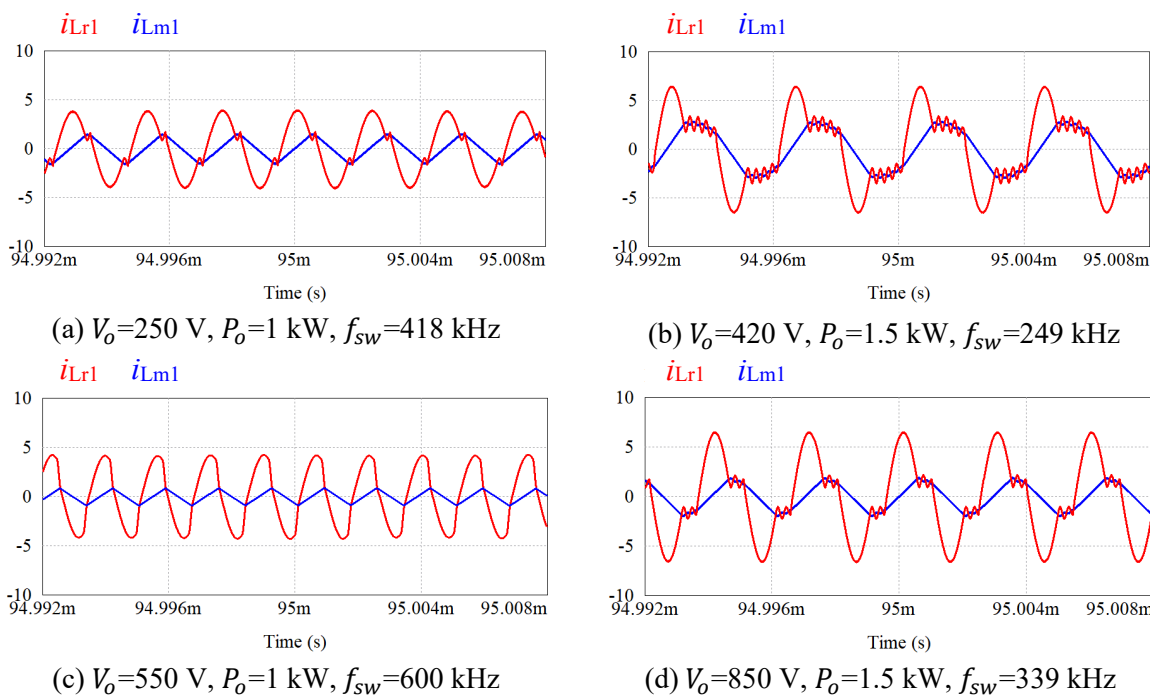 iLr1 iLm1
10
5
0
-5
-10
94.992m 94.996m 95m 95.004m 95.008m
Time (s)
(a) Vo=250 V, Po=1 kW, fsw=418 kHz
iLr1 iLm1
10
5
0
-5
-10
94.992m 94.996m 95m 95.004m 95.008m
Time (s)
(b) Vo=420 V, Po=1.5 kW, fsw=249 kHz
iLr1 iLm1
10
5
0
-5
-10
94.992m 94.996m 95m 95.004m 95.008m
Time (s)
(c) Vo=550 V, Po=1 kW, fsw=600 kHz
iLr1 iLm1
10
5
0
-5
-10
94.992m 94.996m 95m 95.004m 95.008m
Time (s)
(d) Vo=850 V, Po=1.5 kW, fsw=339 kHz